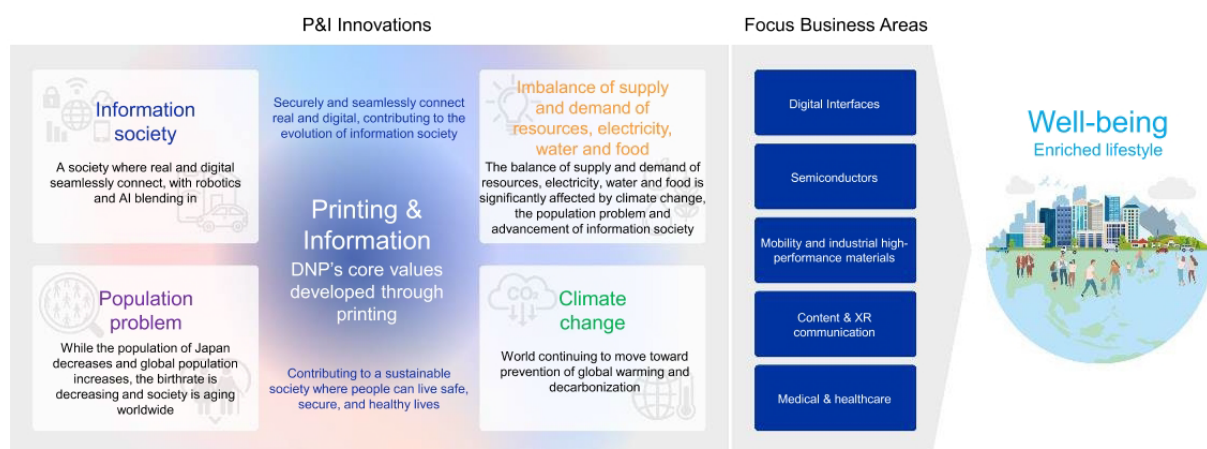 P&I Innovations
Focus Business Areas
Information
society
A society where real and digital
seamlessly connect, with robotics
and AI blending in
Securely and seamlessly connect
real and digital, contributing to the
evolution of information society
Imbalance of supply
and demand of
resources, electricity,
water and food
The balance of supply and demand of
resources, electricity, water and food is
significantly affected by climate change,
the population problem and
advancement of information society
Printing &
Information
DNP's core values
developed through
printing
Population
problem
While the population of Japan
decreases and global population
increases, the birthrate is
decreasing and society is aging
worldwide
Contributing to a sustainable
society where people can live safe,
secure, and healthy lives
CO₂
Climate
change
World continuing to move toward
prevention of global warming and
decarbonization
Digital Interfaces
Semiconductors
Mobility and industrial high-
performance materials
Content & XR
communication
Medical & healthcare
Well-being
Enriched lifestyle